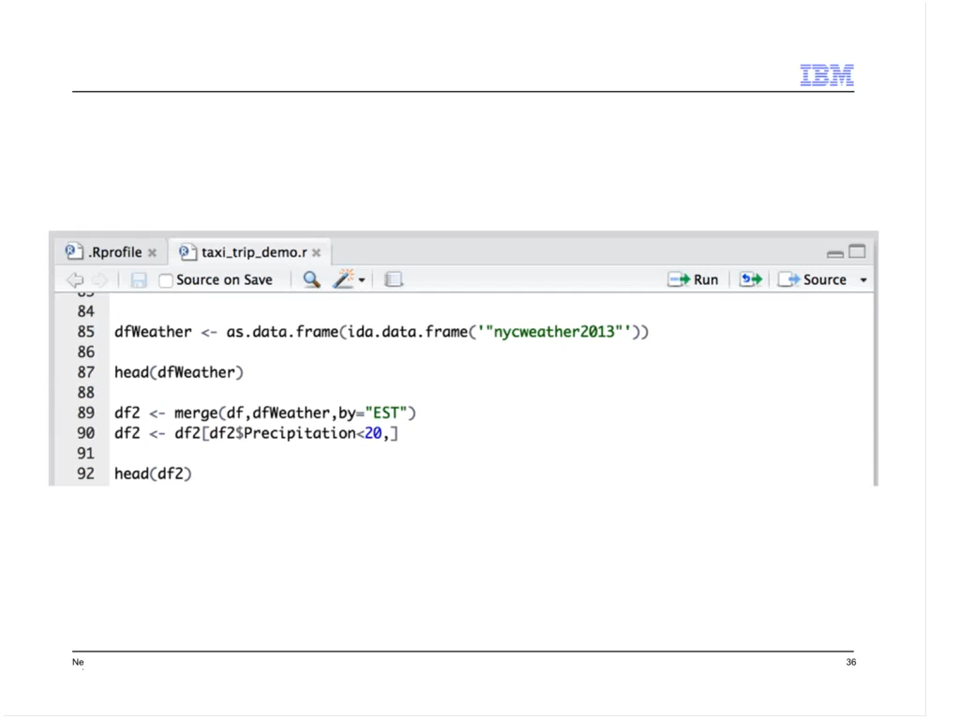 IBM
.Rprofile
taxi_trip_demo.r
Source on Save
Run
Source
84
85 dfWeather <- as.data.frame(ida.data.frame('"nycweather2013"'))
86
87 head(dfWeather)
88
89 df2 <- merge(df,dfWeather,by="EST")
90 df2 <- df2[df2$Precipitation<20,]
91
92 head(df2)
Ne
36